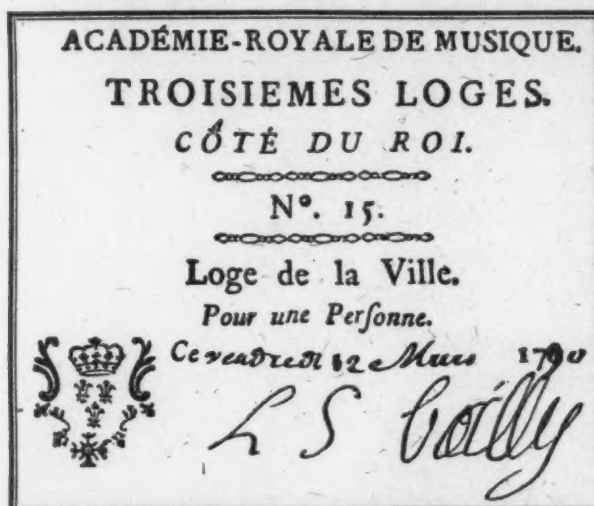 ACADÉMIE-ROYALE DE MUSIQUE.
TROISIEMES LOGES.
CÔTÉ DU ROI.
Nº. 15.
Loge de la Ville.
Pour une Perſonne.
Ce vendredi 12 Mars 1790
L S Bailly